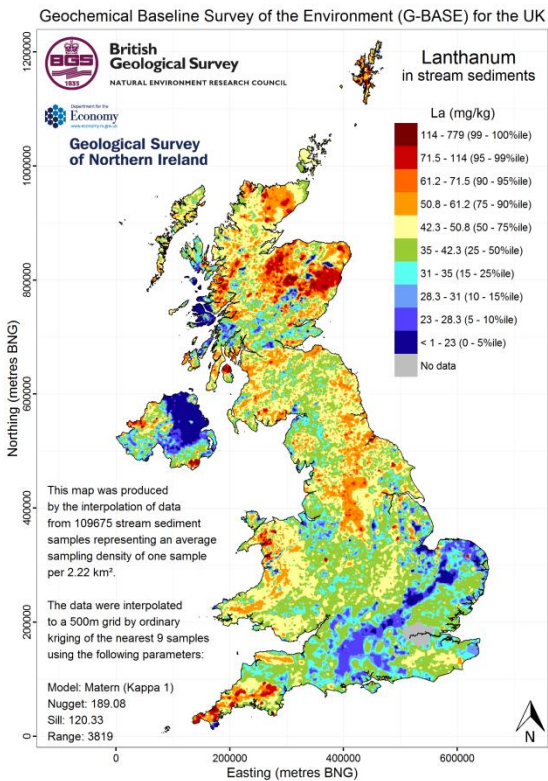 Geochemical Baseline Survey of the Environment (G-BASE) for the UK
BGS
1835
British
Geological Survey
NATURAL ENVIRONMENT RESEARCH COUNCIL
Department for the
Economy
www.economy-ni.gov.uk
Geological Survey
of Northern Ireland
Lanthanum
in stream sediments
La (mg/kg)
114 - 779 (99 - 100%ile)
71.5 - 114 (95 - 99%ile)
61.2 - 71.5 (90 - 95%ile)
50.8 - 61.2 (75 - 90%ile)
42.3 - 50.8 (50 - 75%ile)
35 - 42.3 (25 - 50%ile)
31 - 35 (15 - 25%ile)
28.3 - 31 (10 - 15%ile)
23 - 28.3 (5 - 10%ile)
< 1 - 23 (0 - 5%ile)
No data
This map was produced
by the interpolation of data
from 109675 stream sediment
samples representing an average
sampling density of one sample
per 2.22 km².
The data were interpolated
to a 500m grid by ordinary
kriging of the nearest 9 samples
using the following parameters:
Model: Matern (Kappa 1)
Nugget: 189.08
Sill: 120.33
Range: 3819
N
Northing (metres BNG)
1200000
1000000
800000
600000
400000
200000
0
0
200000
400000
600000
Easting (metres BNG)